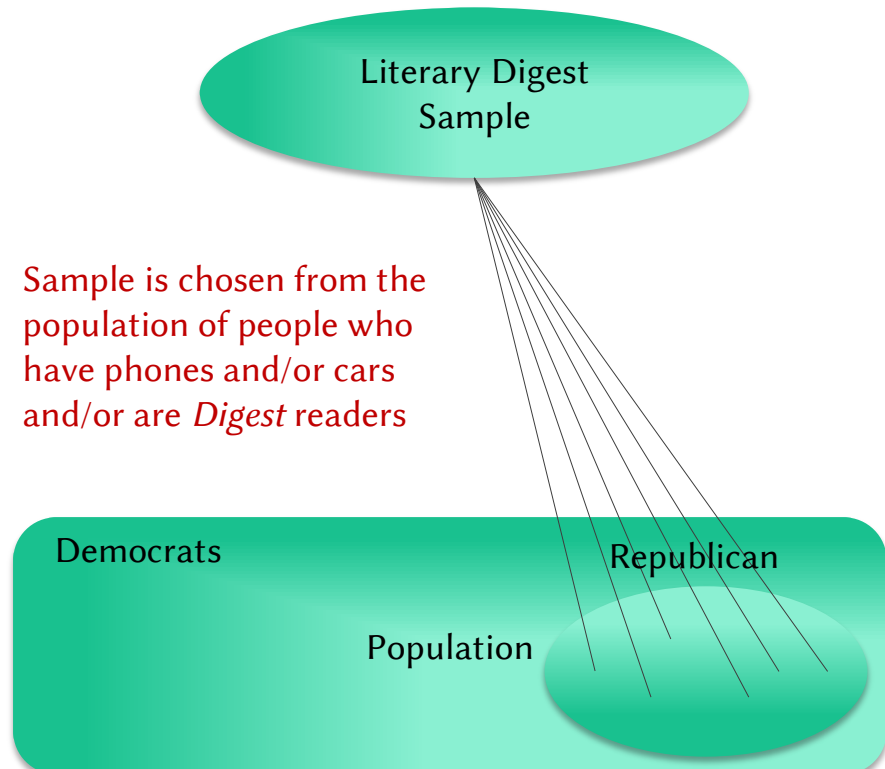 Literary Digest
Sample
Sample is chosen from the
population of people who
have phones and/or cars
and/or are Digest readers
Democrats
Republican
Population